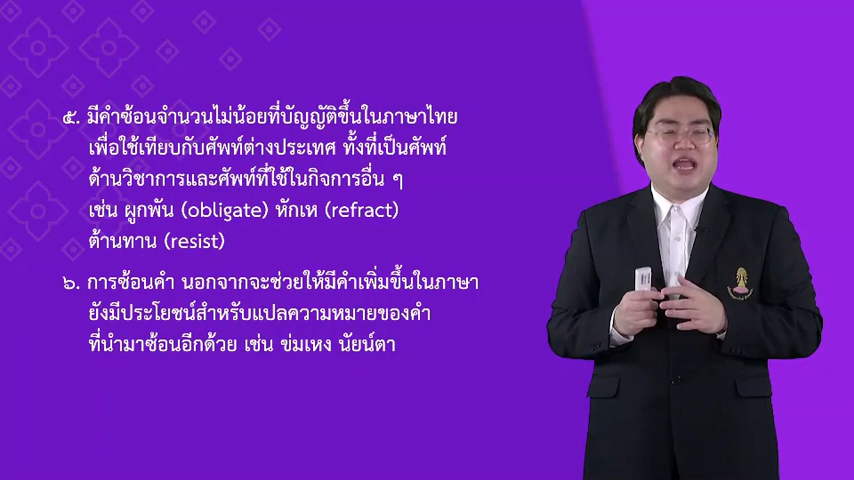 ๕. มีคำซ้อนจำนวนไม่น้อยที่บัญญัติขึ้นในภาษาไทย
เพื่อใช้เทียบกับศัพท์ต่างประเทศ ทั้งที่เป็นศัพท์
ด้านวิชาการและศัพท์ที่ใช้ในกิจการอื่น ๆ
เช่น ผูกพัน (obligate) หักเห (refract)
ต้านทาน (resist)
๖. การซ้อนคำ นอกจากจะช่วยให้มีคำเพิ่มขึ้นในภาษา
ยังมีประโยชน์สำหรับแปลความหมายของคำ
ที่นำมาซ้อนอีกด้วย เช่น ข่มเหง นัยน์ตา